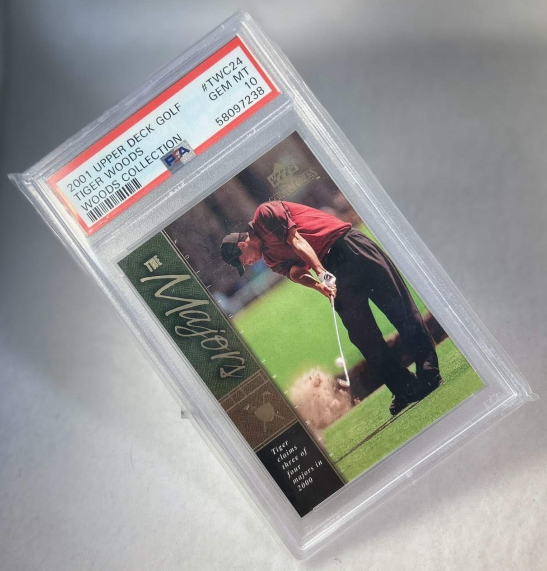 2001 UPPER DECK GOLF
#TWC24
TIGER WOODS
GEM MT
WOODS COLLECTION
10
PSA
58097238
THE
Majors
Tiger
claims
three of
four
majors in
2000